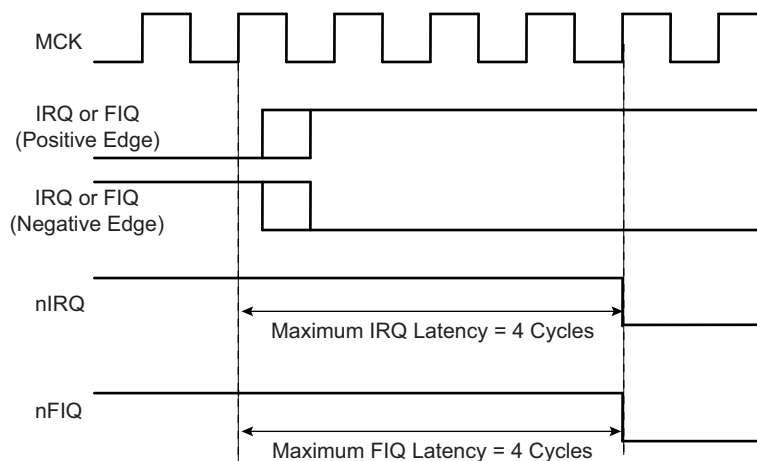 MCK
IRQ or FIQ
(Positive Edge)
IRQ or FIQ
(Negative Edge)
nIRQ
Maximum IRQ Latency = 4 Cycles
nFIQ
Maximum FIQ Latency = 4 Cycles